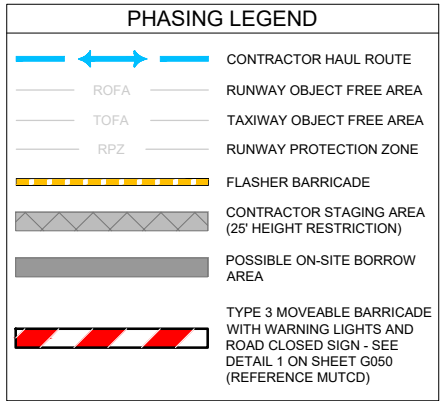 PHASING LEGEND
CONTRACTOR HAUL ROUTE
ROFA RUNWAY OBJECT FREE AREA
TOFA TAXIWAY OBJECT FREE AREA
RPZ RUNWAY PROTECTION ZONE
FLASHER BARRICADE
CONTRACTOR STAGING AREA
(25' HEIGHT RESTRICTION)
POSSIBLE ON-SITE BORROW
AREA
TYPE 3 MOVEABLE BARRICADE
WITH WARNING LIGHTS AND
ROAD CLOSED SIGN - SEE
DETAIL 1 ON SHEET G050
(REFERENCE MUTCD)